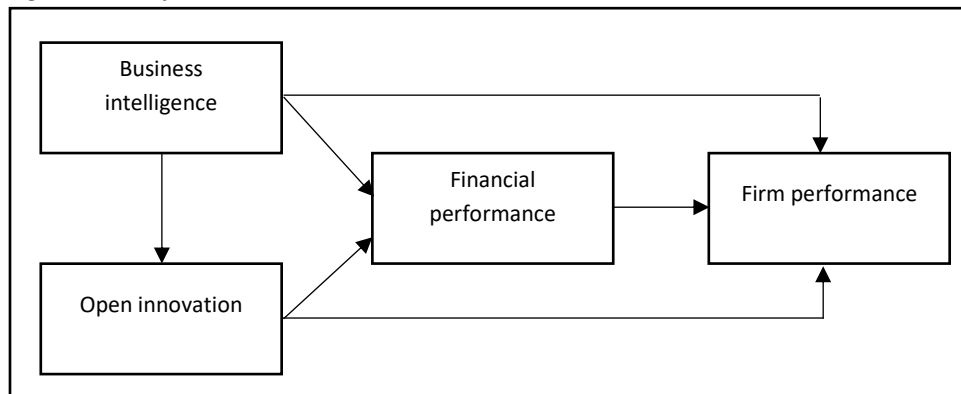 Business
intelligence
Financial
performance
Firm performance
Open innovation